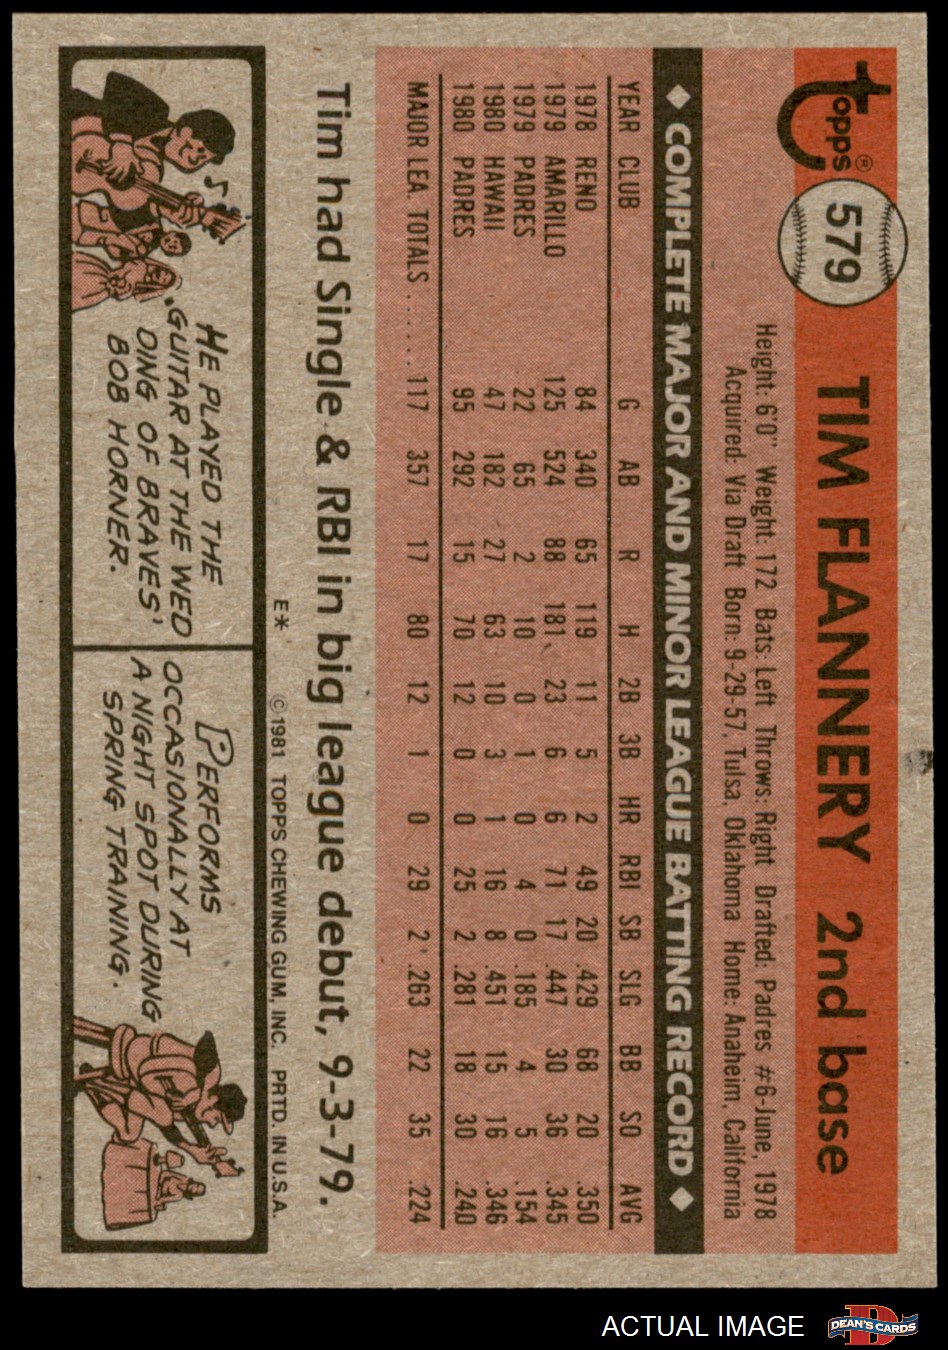 Topps®
579
TIM FLANNERY 2nd base
Height: 6'0" Weight: 172 Bats: Left Throws: Right Drafted: Padres #6-June, 1978
Acquired: Via Draft Born: 9-29-57, Tulsa, Oklahoma Home: Anaheim, California
◆ COMPLETE MAJOR AND MINOR LEAGUE BATTING RECORD ◆
YEAR CLUB G AB R H 2B 3B HR RBI SB SLG BB SO AVG
1978 RENO 84 340 65 119 11 5 2 49 20 .429 68 20 .350
1979 AMARILLO 125 524 88 181 23 6 6 71 17 .447 30 36 .345
1979 PADRES 22 65 2 10 0 1 0 4 0 .185 4 5 .154
1980 HAWAII 47 182 27 63 10 3 1 16 8 .451 15 16 .346
1980 PADRES 95 292 15 70 12 0 0 25 2 .281 18 30 .240
MAJOR LEA. TOTALS ...... 117 357 17 80 12 1 0 29 2 .263 22 35 .224
Tim had Single & RBI in big league debut, 9-3-79.
E* ©1981 TOPPS CHEWING GUM, INC. PRTD. IN U.S.A.
HE PLAYED THE
GUITAR AT THE WED
DING OF BRAVES'
BOB HORNER.
PERFORMS
OCCASIONALLY AT
A NIGHT SPOT DURING
SPRING TRAINING.
ACTUAL IMAGE
D
DEAN'S CARDS